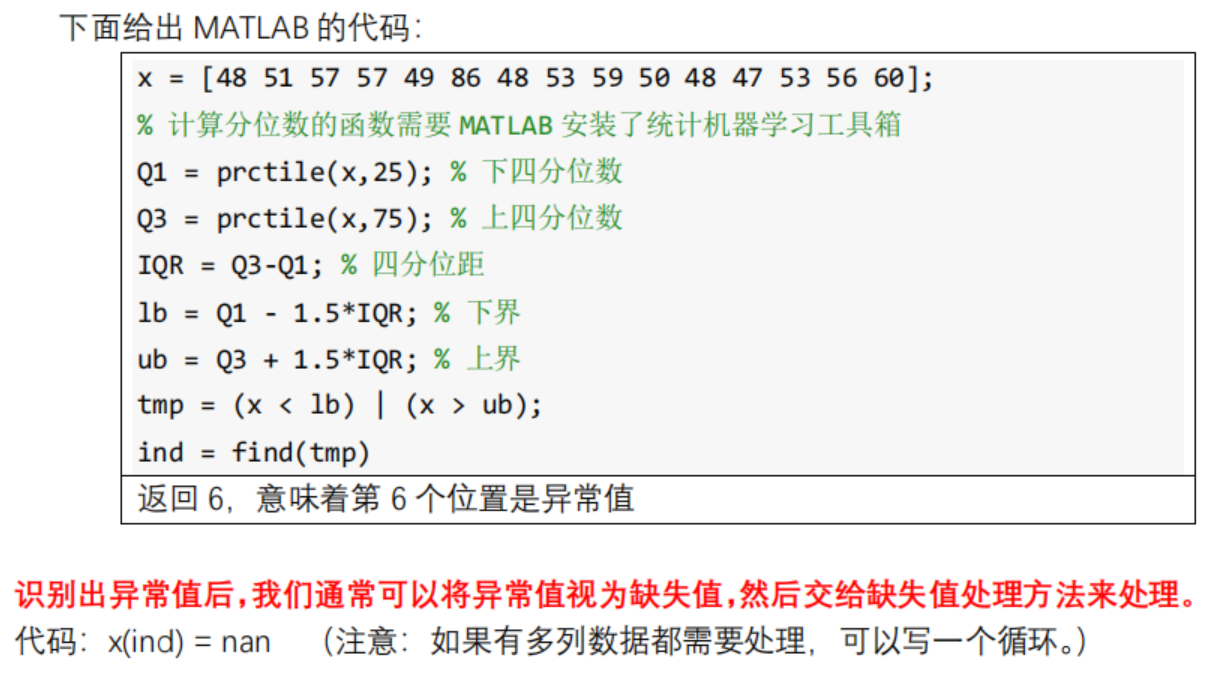 下面给出 MATLAB 的代码：
x = [48 51 57 57 49 86 48 53 59 50 48 47 53 56 60];
% 计算分位数的函数需要 MATLAB 安装了统计机器学习工具箱
Q1 = prctile(x,25); % 下四分位数
Q3 = prctile(x,75); % 上四分位数
IQR = Q3-Q1; % 四分位距
lb = Q1 - 1.5*IQR; % 下界
ub = Q3 + 1.5*IQR; % 上界
tmp = (x < lb) | (x > ub);
ind = find(tmp)
返回 6，意味着第 6 个位置是异常值
识别出异常值后,我们通常可以将异常值视为缺失值,然后交给缺失值处理方法来处理。
代码：x(ind) = nan （注意：如果有多列数据都需要处理，可以写一个循环。）